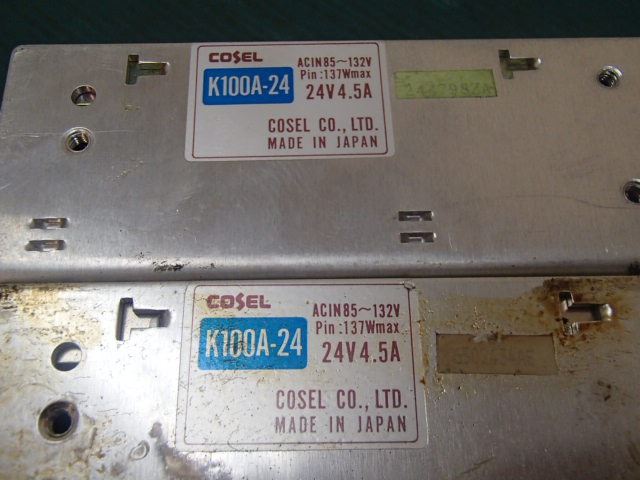 COSEL
ACIN85～132V
K100A-24
Pin:137Wmax
24V4.5A
COSEL CO.,LTD.
MADE IN JAPAN
COSEL
ACIN85～132V
K100A-24
Pin:137Wmax
24V4.5A
COSEL CO.,LTD.
MADE IN JAPAN